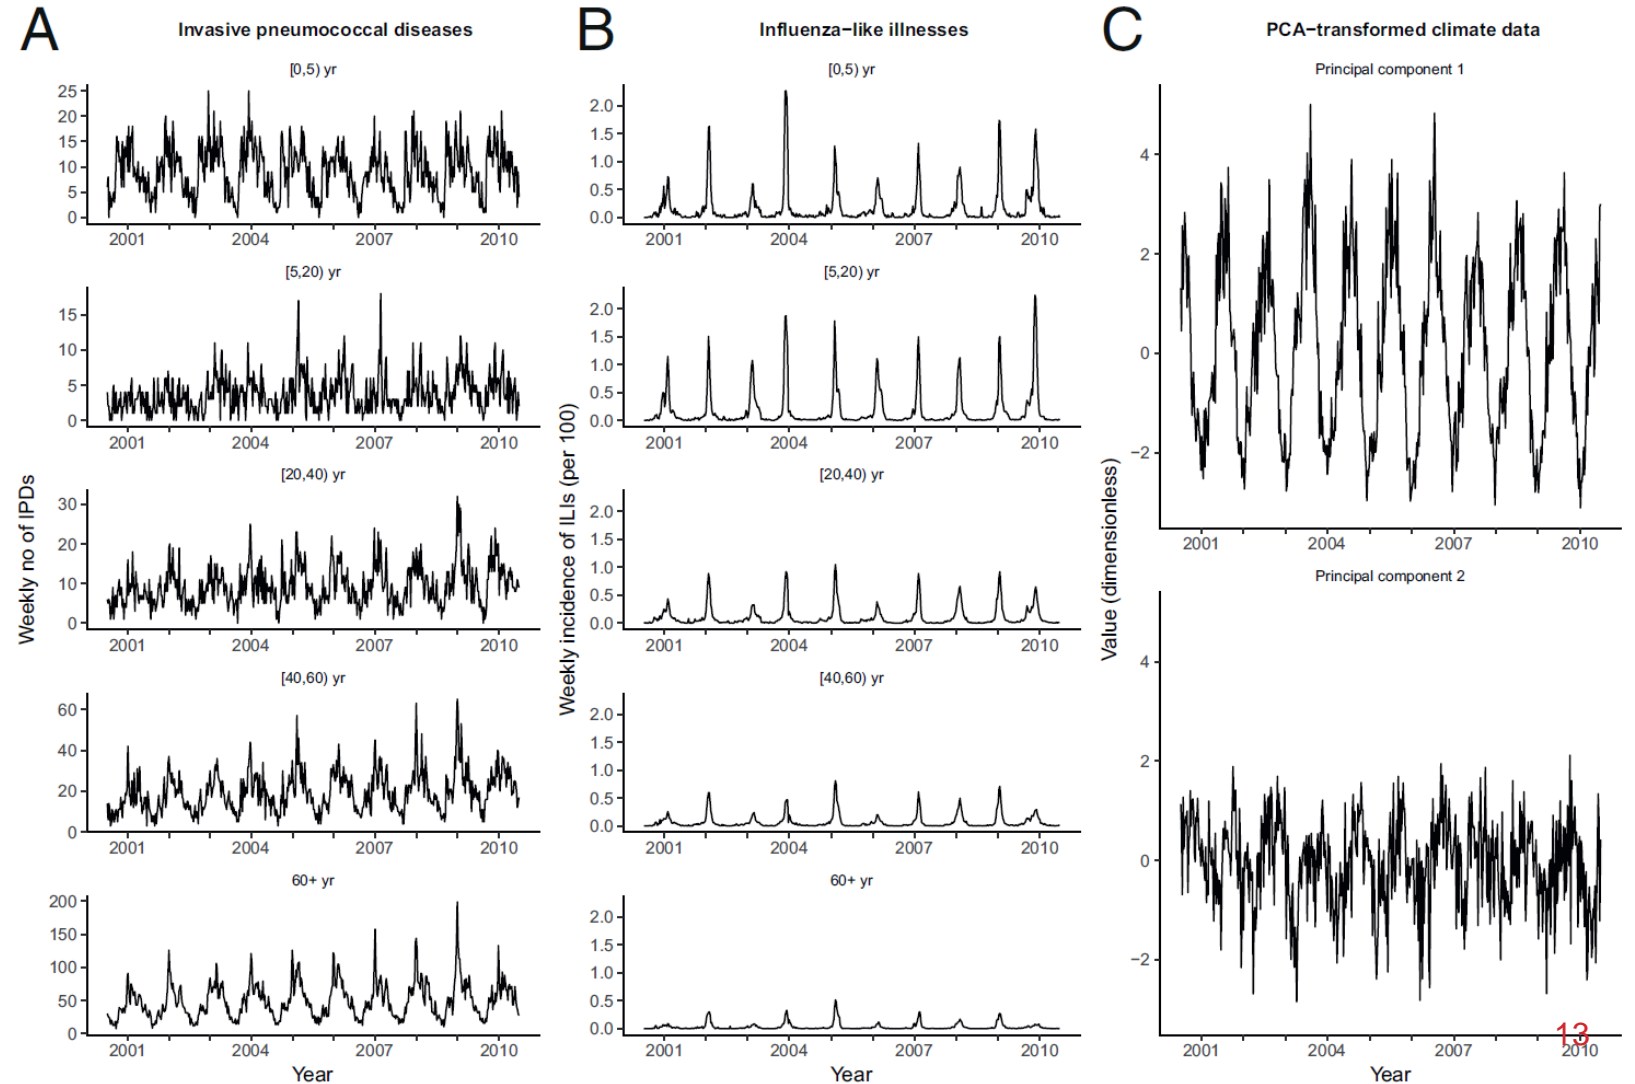 A Invasive pneumococcal diseases
[0,5) yr
25
20
15
10
5
0
2001 2004 2007 2010
[5,20) yr
15
10
5
0
2001 2004 2007 2010
[20,40) yr
30
20
10
0
2001 2004 2007 2010
[40,60) yr
60
40
20
0
2001 2004 2007 2010
60+ yr
200
150
100
50
0
2001 2004 2007 2010
Weekly no of IPDs
Year
B Influenza−like illnesses
[0,5) yr
2.0
1.5
1.0
0.5
0.0
2001 2004 2007 2010
[5,20) yr
2.0
1.5
1.0
0.5
0.0
2001 2004 2007 2010
[20,40) yr
2.0
1.5
1.0
0.5
0.0
2001 2004 2007 2010
[40,60) yr
2.0
1.5
1.0
0.5
0.0
2001 2004 2007 2010
60+ yr
2.0
1.5
1.0
0.5
0.0
2001 2004 2007 2010
Weekly incidence of ILIs (per 100)
Year
C PCA−transformed climate data
Principal component 1
4
2
0
−2
2001 2004 2007 2010
Principal component 2
4
2
0
−2
2001 2004 2007 2010
Value (dimensionless)
Year
13